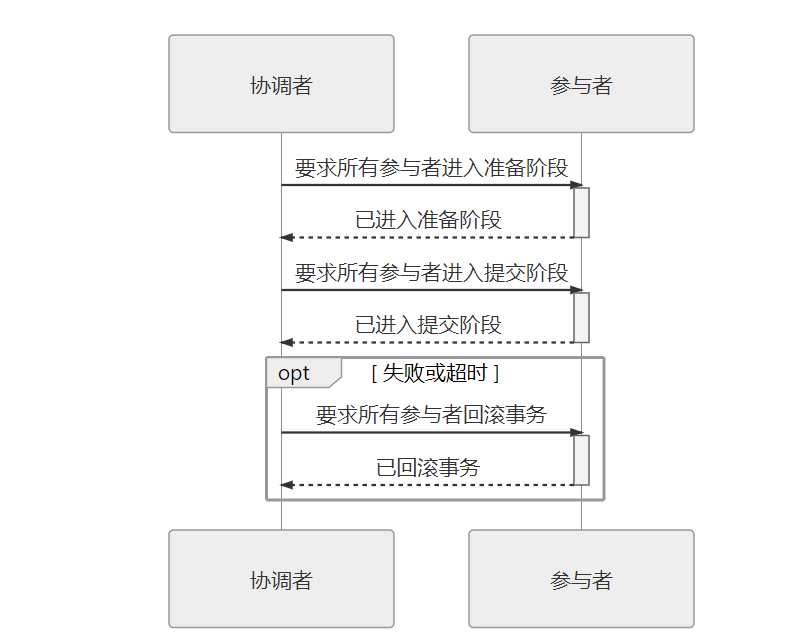 协调者
参与者
要求所有参与者进入准备阶段
已进入准备阶段
要求所有参与者进入提交阶段
已进入提交阶段
opt [ 失败或超时 ]
要求所有参与者回滚事务
已回滚事务
协调者
参与者